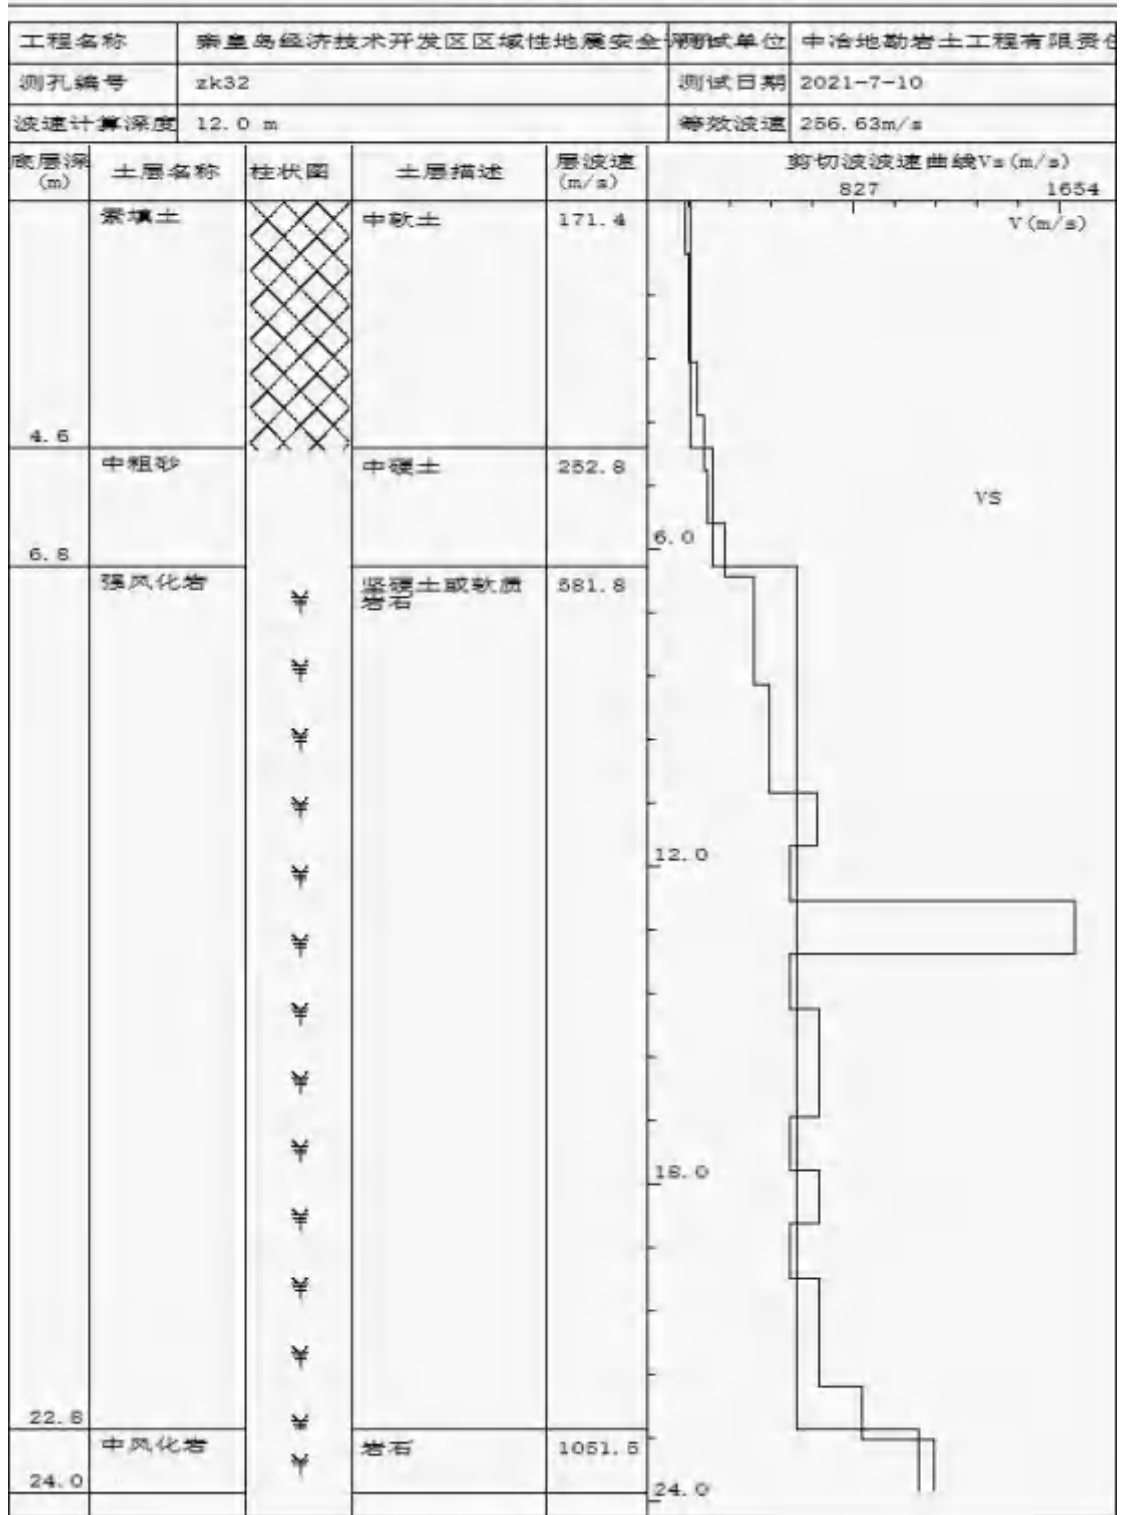 工程名称 秦皇岛经济技术开发区区域性地震安全 测试单位 中冶地勘岩土工程有限责任
测孔编号 zk32 测试日期 2021-7-10
波速计算深度 12.0 m 等效波速 256.63m/s
底层深(m) 土层名称 柱状图 土层描述 层波速(m/s) 剪切波波速曲线Vs(m/s)
827 1654
V(m/s)
素填土 中软土 171.4
4.6
中粗砂 中硬土 252.8
VS
6.0
6.8
强风化岩 坚硬土或软质岩石 581.8
12.0
18.0
22.8
中风化岩 岩石 1051.5
24.0
24.0